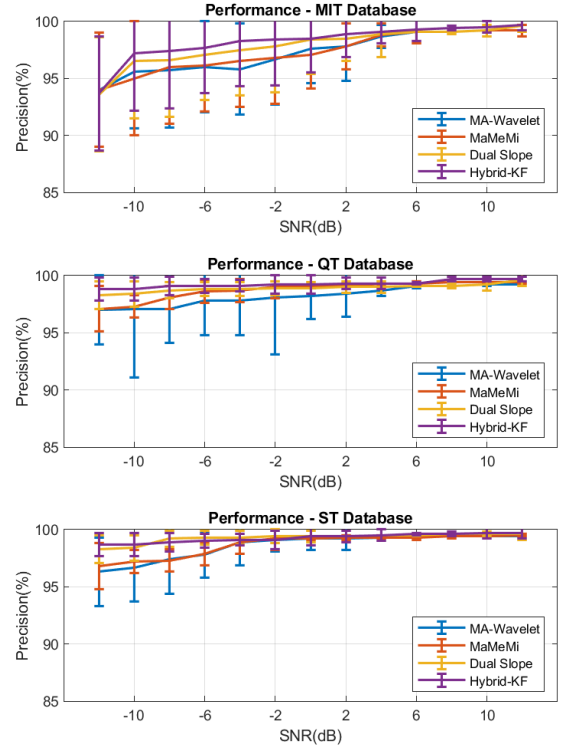 Performance - MIT Database
100
95
90
85
Precision(%)
-10
-6
-2
2
6
10
SNR(dB)
MA-Wavelet
MaMeMi
Dual Slope
Hybrid-KF
Performance - QT Database
100
95
90
85
Precision(%)
-10
-6
-2
2
6
10
SNR(dB)
MA-Wavelet
MaMeMi
Dual Slope
Hybrid-KF
Performance - ST Database
100
95
90
85
Precision(%)
-10
-6
-2
2
6
10
SNR(dB)
MA-Wavelet
MaMeMi
Dual Slope
Hybrid-KF